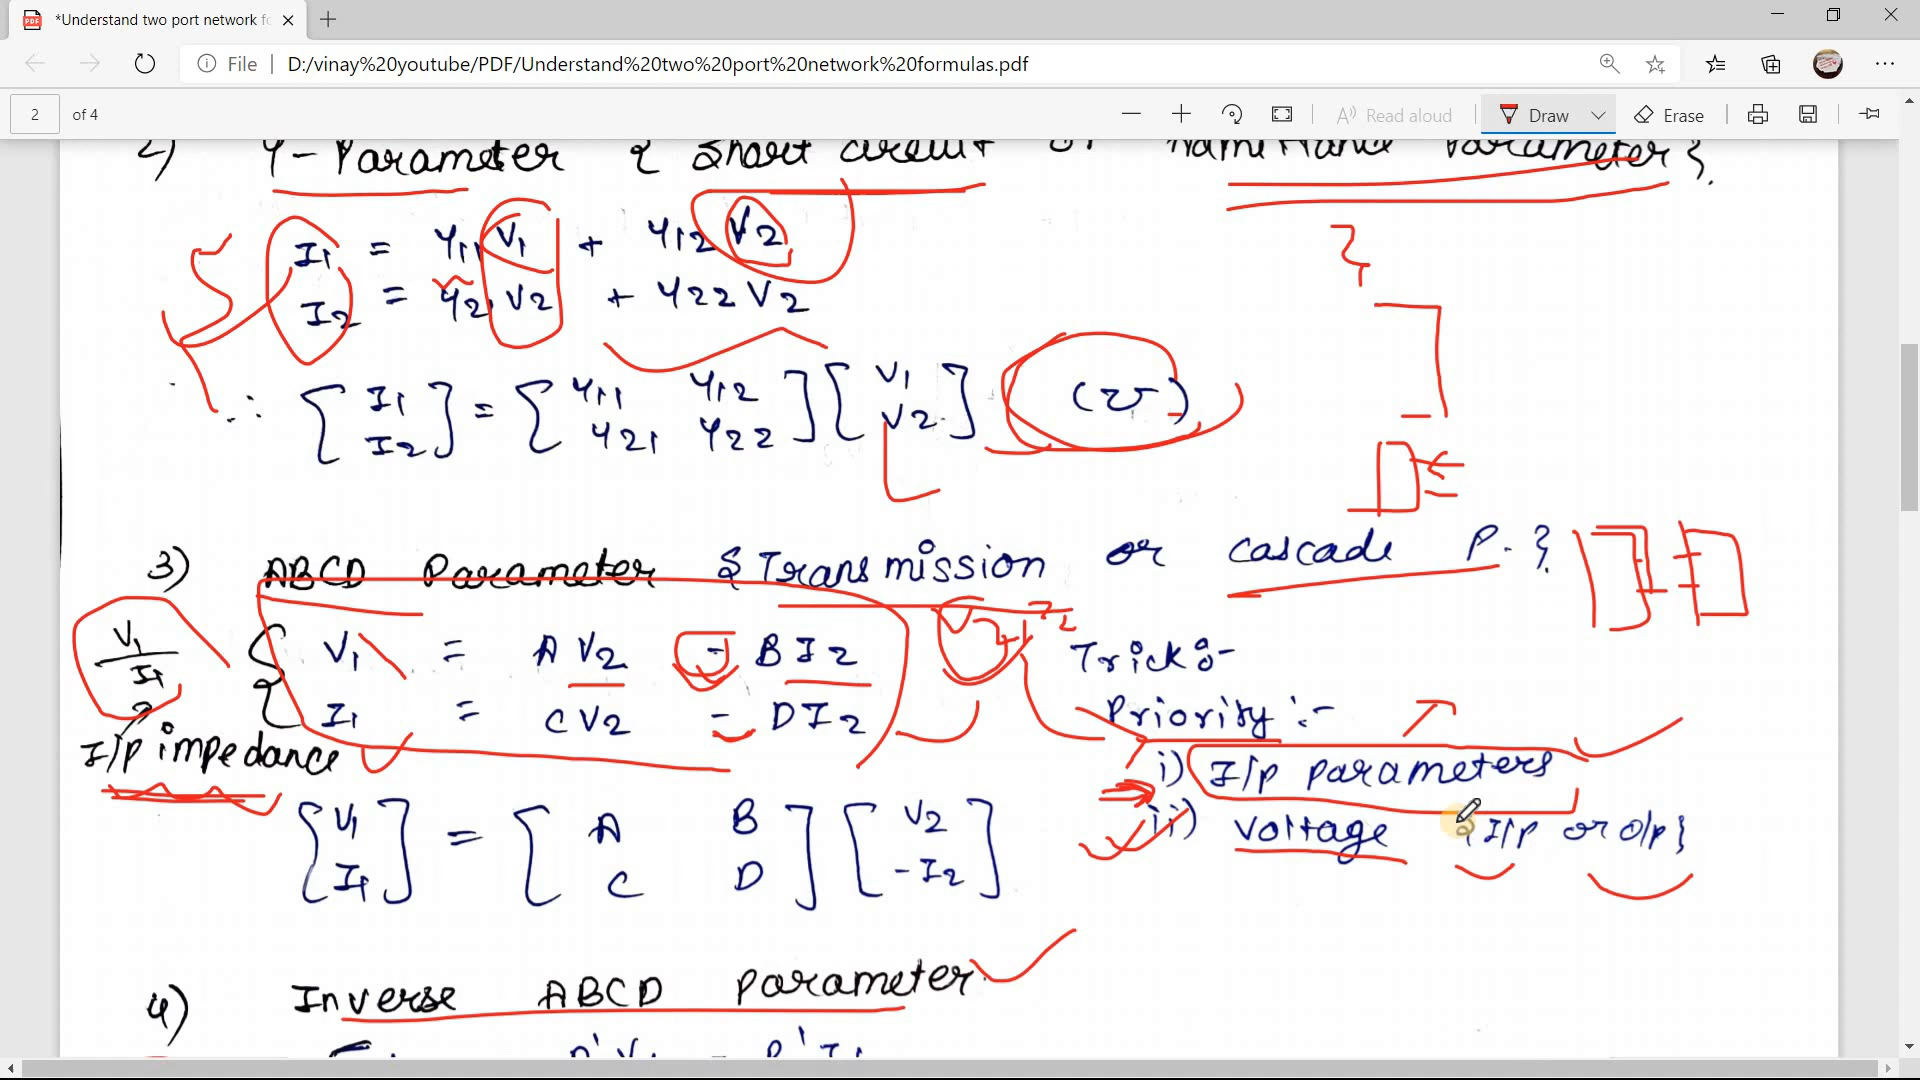 *Understand two port network fo
File D:/vinay%20youtube/PDF/Understand%20two%20port%20network%20formulas.pdf
2 of 4 Read aloud Draw Erase
2) Y-Parameter { Short circuit or Admittance Parameter }.
I1 = Y11 V1 + Y12 V2
I2 = Y21 V2 + Y22 V2
∴ [ I1 ] = [ Y11 Y12 ] [ V1 ]
[ I2 ] [ Y21 Y22 ] [ V2 ]
3) ABCD Parameter { Transmission or cascade P. }
V1 = A V2 - B I2
I1 = C V2 - D I2
V1/I1
I/p impedance
Trick:-
Priority :-
i) I/p parameters
ii) Voltage { I/p or o/p }
[ V1 ] = [ A B ] [ V2 ]
[ I1 ] [ C D ] [ -I2 ]
4) Inverse ABCD parameter.